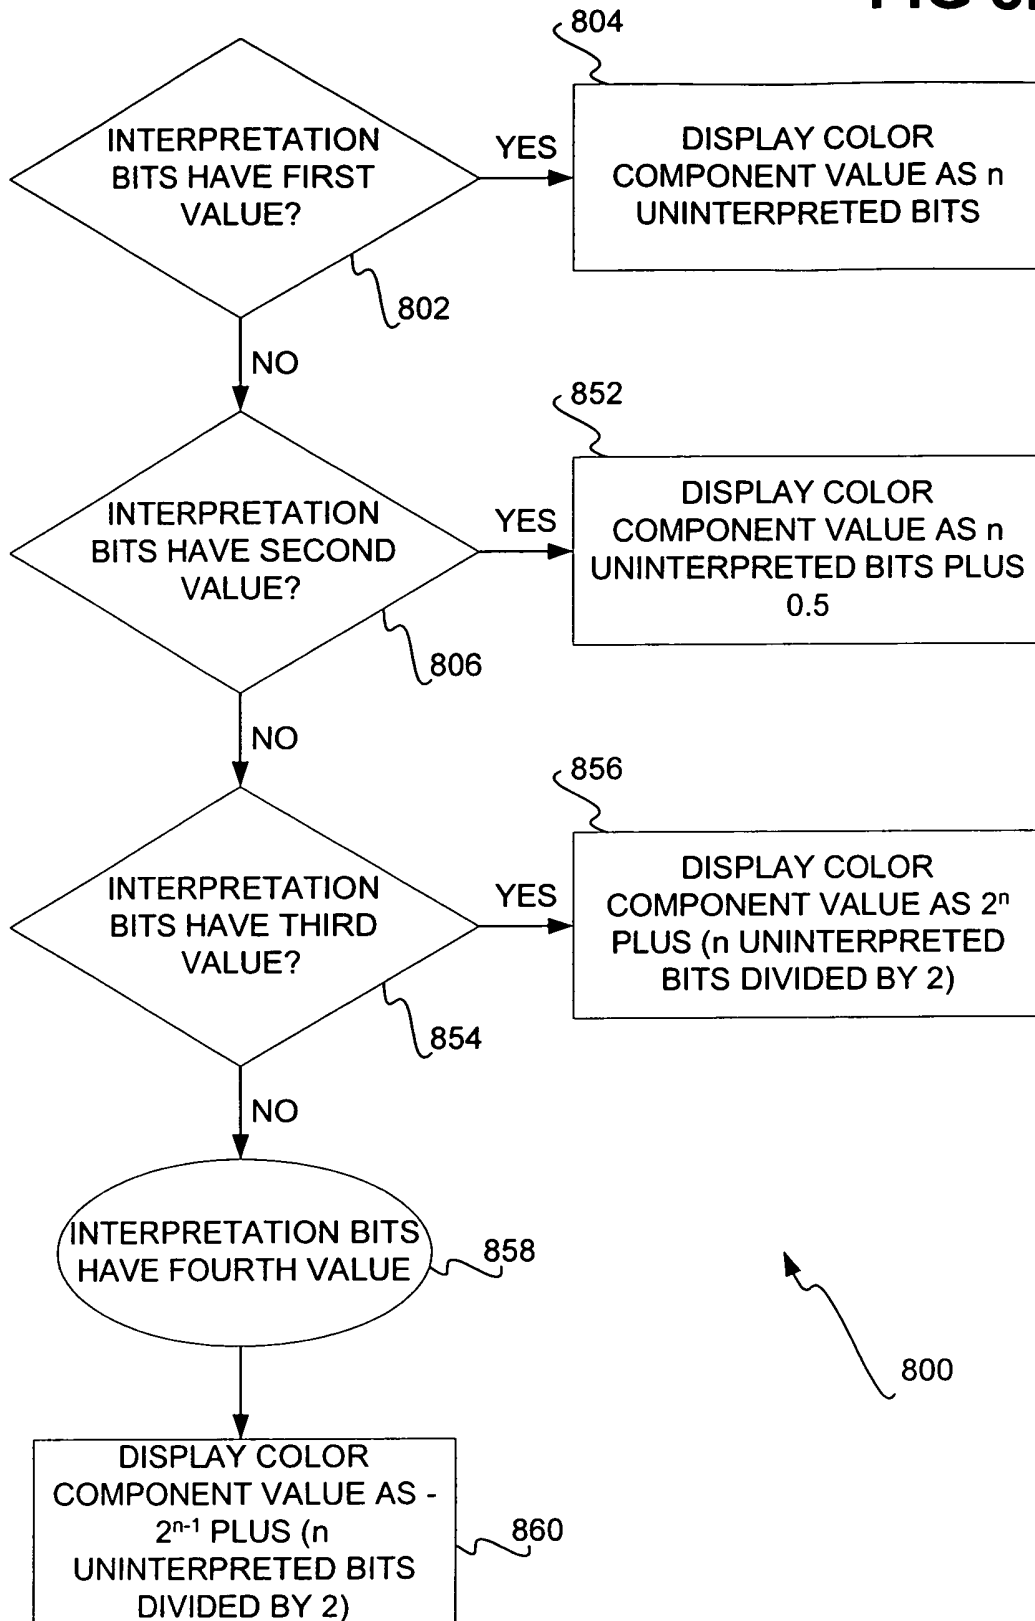 FIG
804
INTERPRETATION
BITS HAVE FIRST
VALUE?
YES
DISPLAY COLOR
COMPONENT VALUE AS n
UNINTERPRETED BITS
802
NO
852
INTERPRETATION
BITS HAVE SECOND
VALUE?
YES
DISPLAY COLOR
COMPONENT VALUE AS n
UNINTERPRETED BITS PLUS
0.5
806
NO
856
INTERPRETATION
BITS HAVE THIRD
VALUE?
YES
DISPLAY COLOR
COMPONENT VALUE AS 2ⁿ
PLUS (n UNINTERPRETED
BITS DIVIDED BY 2)
854
NO
INTERPRETATION BITS
HAVE FOURTH VALUE
858
800
DISPLAY COLOR
COMPONENT VALUE AS -
2ⁿ⁻¹ PLUS (n
UNINTERPRETED BITS
DIVIDED BY 2)
860